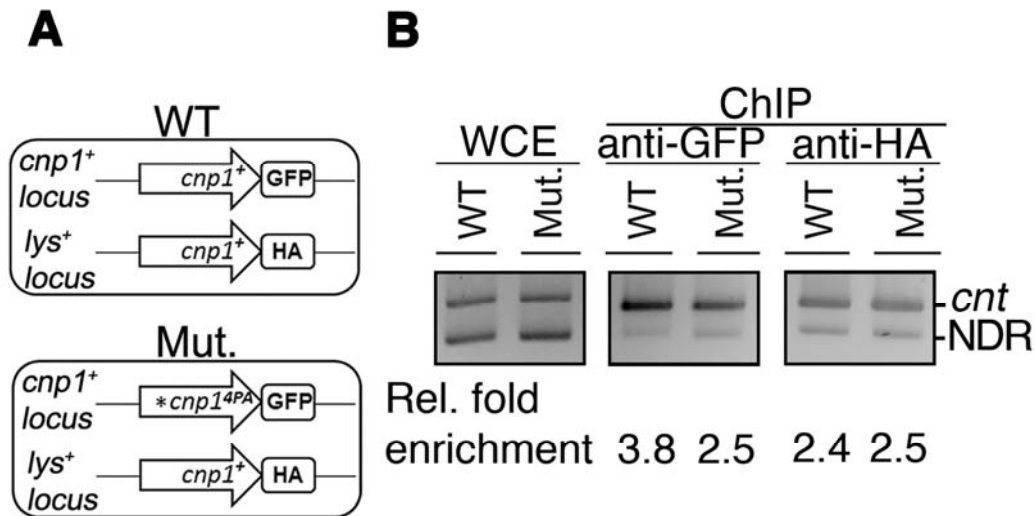 A
WT
cnp1+
locus
cnp1+ GFP
lys+
locus
cnp1+ HA
Mut.
cnp1+
locus
*cnp1⁴ᴾᴬ GFP
lys+
locus
cnp1+ HA
B
ChIP
WCE anti-GFP anti-HA
WT Mut. WT Mut. WT Mut.
cnt
NDR
Rel. fold
enrichment 3.8 2.5 2.4 2.5